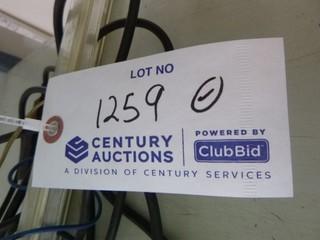 LOT NO
1259
CENTURY AUCTIONS
POWERED BY ClubBid
A DIVISION OF CENTURY SERVICES